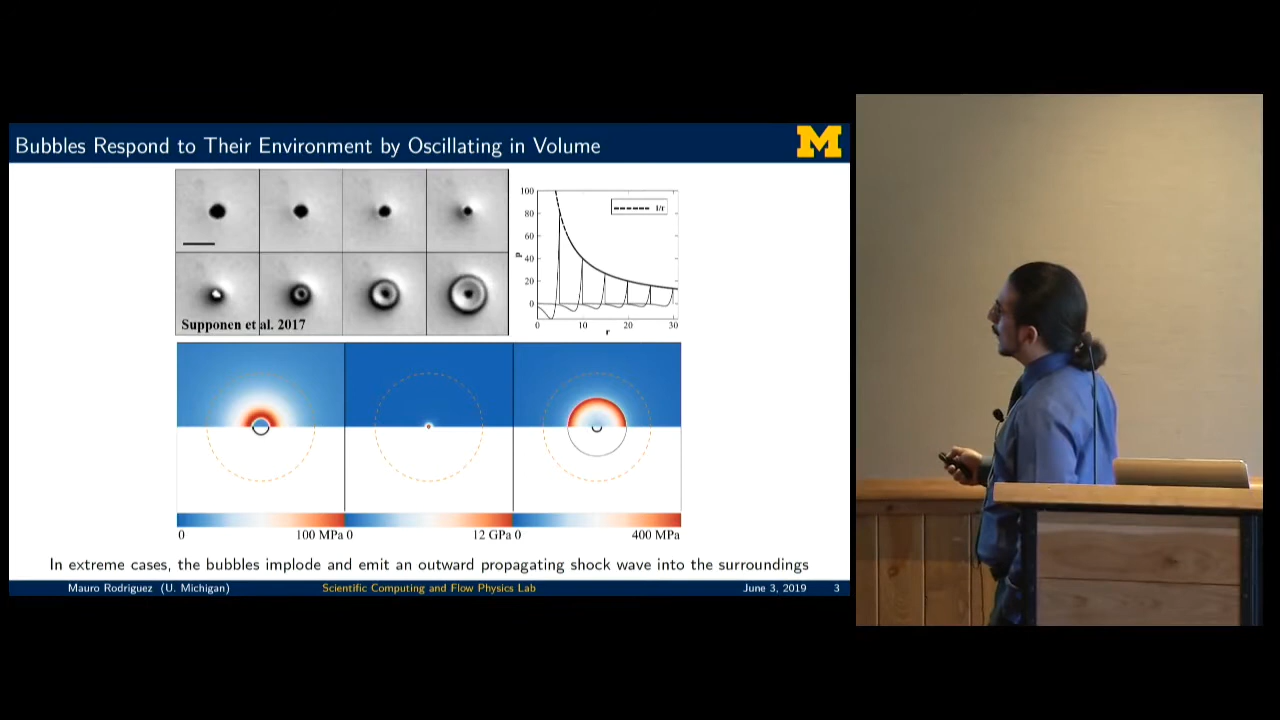 Bubbles Respond to Their Environment by Oscillating in Volume
M
Supponen et al. 2017
100
80
60
40
20
0
p
1/r
0 10 20 30
r
0 100 MPa 0 12 GPa 0 400 MPa
In extreme cases, the bubbles implode and emit an outward propagating shock wave into the surroundings
Mauro Rodriguez (U. Michigan) Scientific Computing and Flow Physics Lab June 3, 2019 3